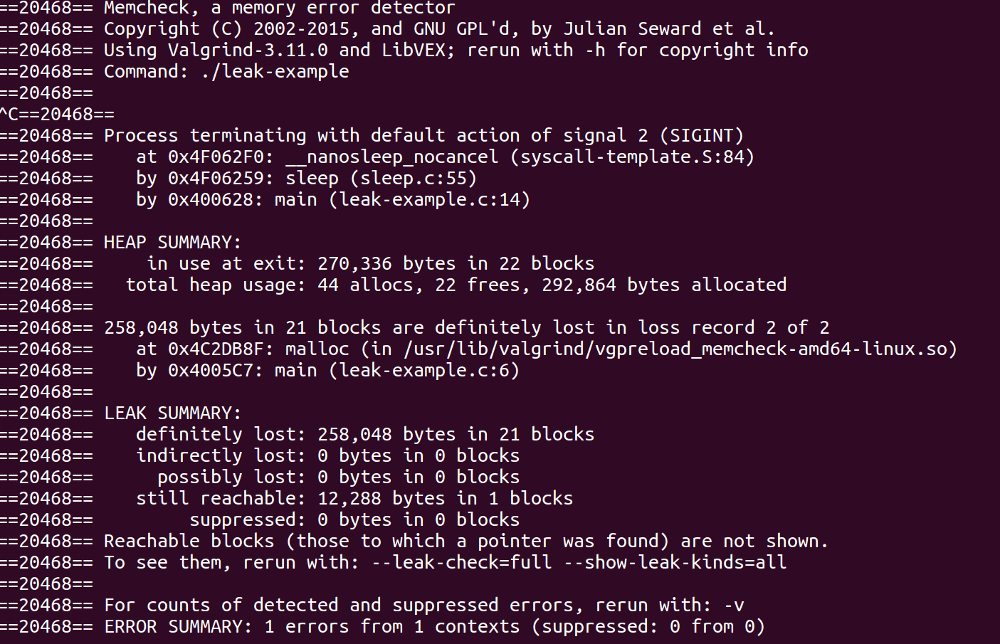 ==20468== Memcheck, a memory error detector
==20468== Copyright (C) 2002-2015, and GNU GPL'd, by Julian Seward et al.
==20468== Using Valgrind-3.11.0 and LibVEX; rerun with -h for copyright info
==20468== Command: ./leak-example
==20468==
^C==20468==
==20468== Process terminating with default action of signal 2 (SIGINT)
==20468==    at 0x4F062F0: __nanosleep_nocancel (syscall-template.S:84)
==20468==    by 0x4F06259: sleep (sleep.c:55)
==20468==    by 0x400628: main (leak-example.c:14)
==20468==
==20468== HEAP SUMMARY:
==20468==     in use at exit: 270,336 bytes in 22 blocks
==20468==   total heap usage: 44 allocs, 22 frees, 292,864 bytes allocated
==20468==
==20468== 258,048 bytes in 21 blocks are definitely lost in loss record 2 of 2
==20468==    at 0x4C2DB8F: malloc (in /usr/lib/valgrind/vgpreload_memcheck-amd64-linux.so)
==20468==    by 0x4005C7: main (leak-example.c:6)
==20468==
==20468== LEAK SUMMARY:
==20468==    definitely lost: 258,048 bytes in 21 blocks
==20468==    indirectly lost: 0 bytes in 0 blocks
==20468==      possibly lost: 0 bytes in 0 blocks
==20468==    still reachable: 12,288 bytes in 1 blocks
==20468==         suppressed: 0 bytes in 0 blocks
==20468== Reachable blocks (those to which a pointer was found) are not shown.
==20468== To see them, rerun with: --leak-check=full --show-leak-kinds=all
==20468==
==20468== For counts of detected and suppressed errors, rerun with: -v
==20468== ERROR SUMMARY: 1 errors from 1 contexts (suppressed: 0 from 0)